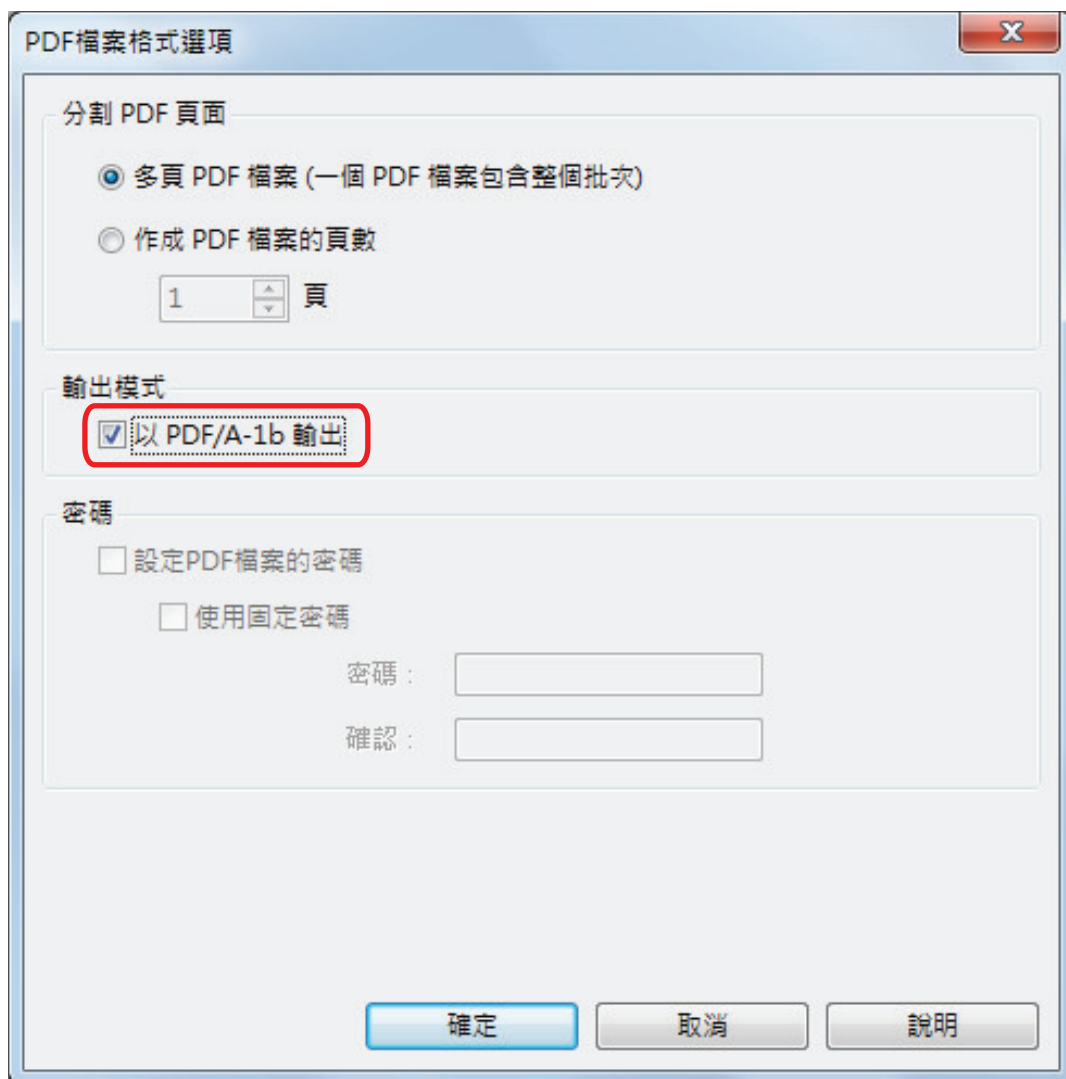 PDF檔案格式選項
分割 PDF 頁面
多頁 PDF 檔案 (一個 PDF 檔案包含整個批次)
作成 PDF 檔案的頁數
1 頁
輸出模式
以 PDF/A-1b 輸出
密碼
設定PDF檔案的密碼
使用固定密碼
密碼：
確認：
確定 取消 說明